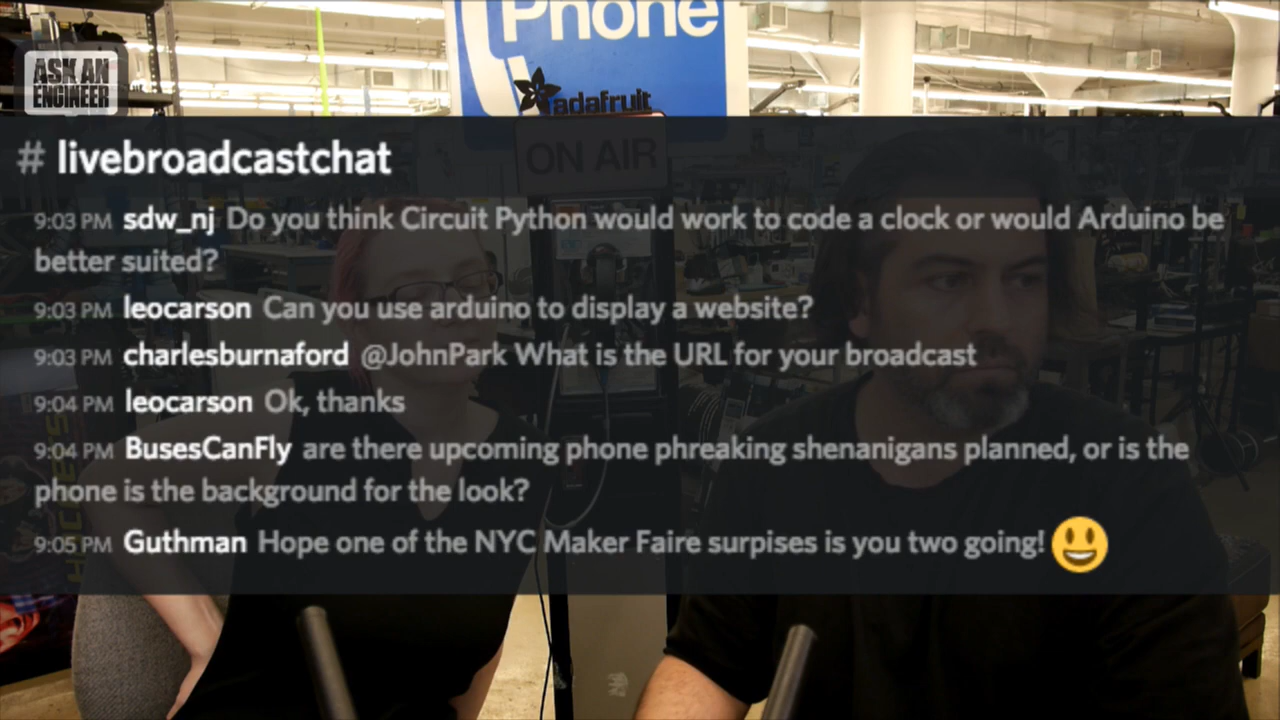 Phone
ASK AN
ENGINEER
adafruit
ON AIR
# livebroadcastchat
9:03 PM sdw_nj Do you think Circuit Python would work to code a clock or would Arduino be
better suited?
9:03 PM leocarson Can you use arduino to display a website?
9:03 PM charlesburnaford @JohnPark What is the URL for your broadcast
9:04 PM leocarson Ok, thanks
9:04 PM BusesCanFly are there upcoming phone phreaking shenanigans planned, or is the
phone is the background for the look?
9:05 PM Guthman Hope one of the NYC Maker Faire surpises is you two going! 😃